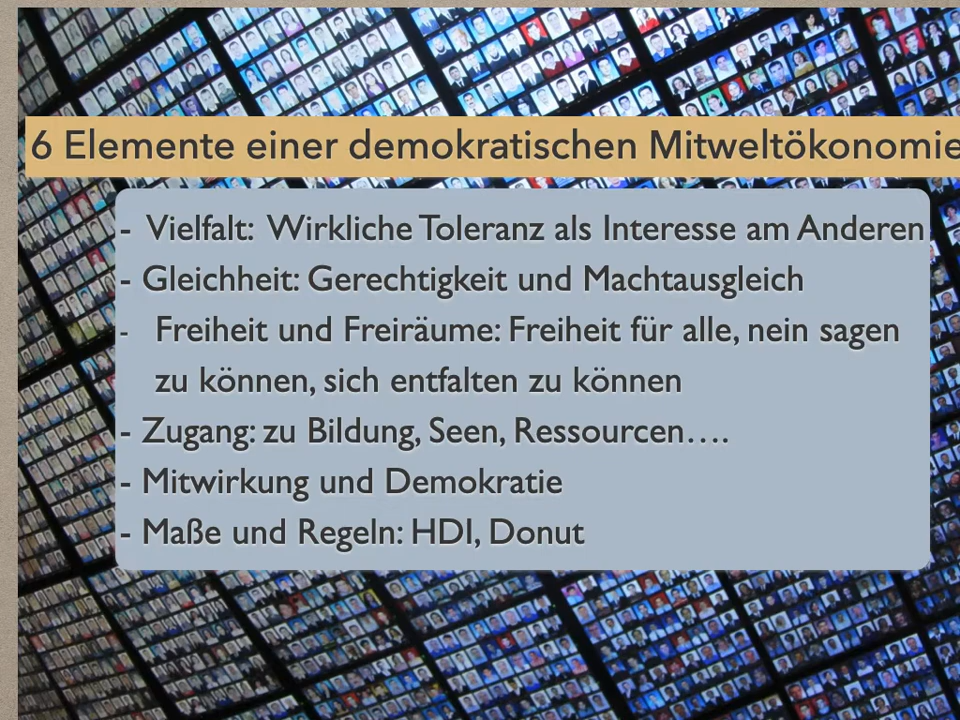 6 Elemente einer demokratischen Mitweltökonomie
- Vielfalt: Wirkliche Toleranz als Interesse am Anderen
- Gleichheit: Gerechtigkeit und Machtausgleich
- Freiheit und Freiräume: Freiheit für alle, nein sagen
zu können, sich entfalten zu können
- Zugang: zu Bildung, Seen, Ressourcen….
- Mitwirkung und Demokratie
- Maße und Regeln: HDI, Donut